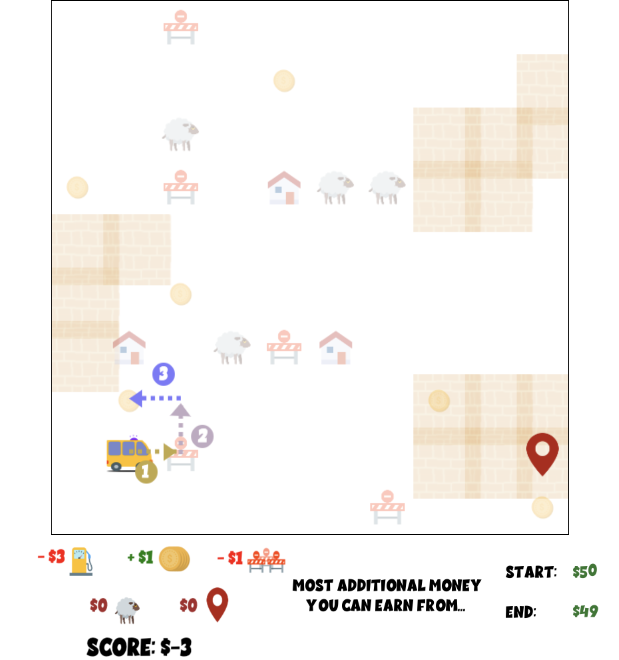 3
2
1
- $3
+ $1
- $1
$0
$0
MOST ADDITIONAL MONEY
YOU CAN EARN FROM...
START: $50
END: $49
SCORE: $-3